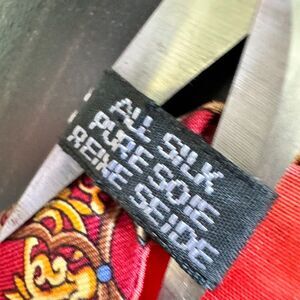 ALL SILK
PURE SOIE
REINE SEIDE